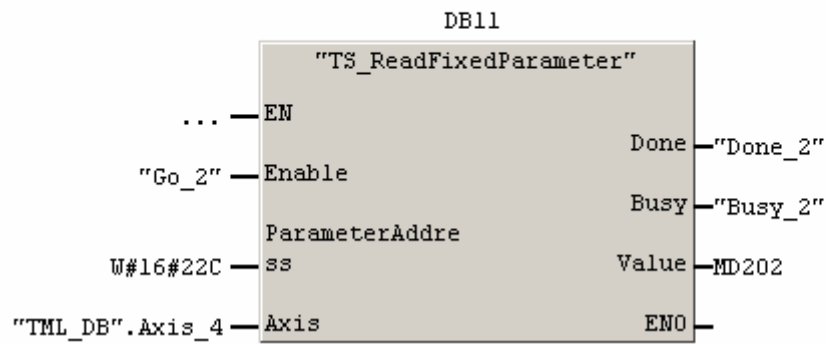 DB11
"TS_ReadFixedParameter"
... EN
Done "Done_2"
"Go_2" Enable
Busy "Busy_2"
ParameterAddre
W#16#22C ss Value MD202
"TML_DB".Axis_4 Axis ENO